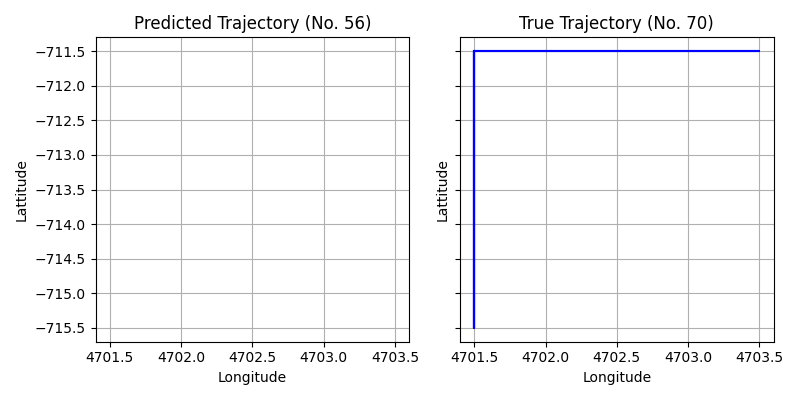 Predicted Trajectory (No. 56)
True Trajectory (No. 70)
−711.5
−712.0
−712.5
−713.0
−713.5
−714.0
−714.5
−715.0
−715.5
Lattitude
Lattitude
4701.5 4702.0 4702.5 4703.0 4703.5
4701.5 4702.0 4702.5 4703.0 4703.5
Longitude
Longitude